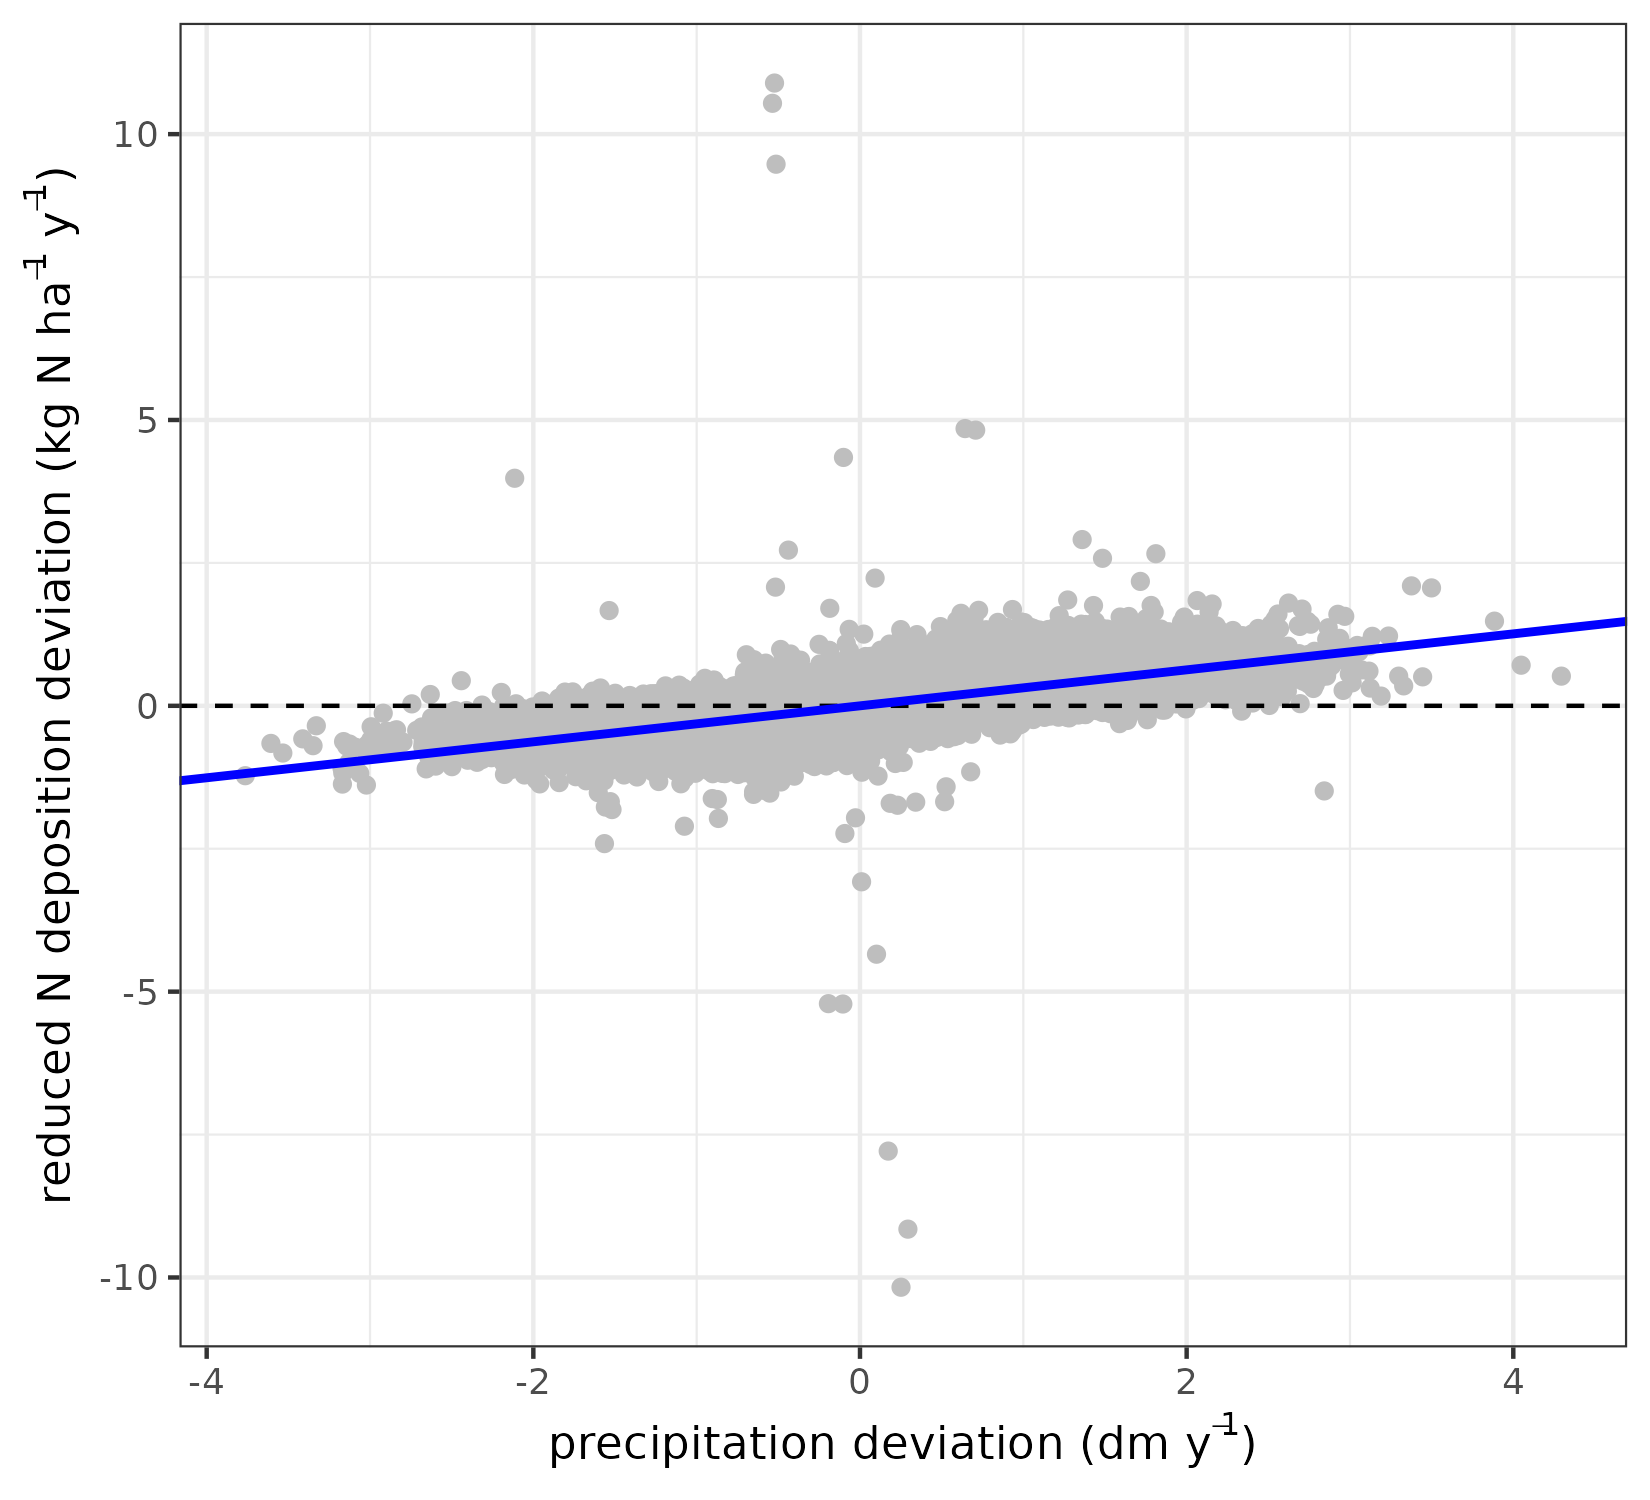 reduced N deposition deviation (kg N ha⁻¹ y⁻¹)
10
5
0
-5
-10
-4 -2 0 2 4
precipitation deviation (dm y⁻¹)